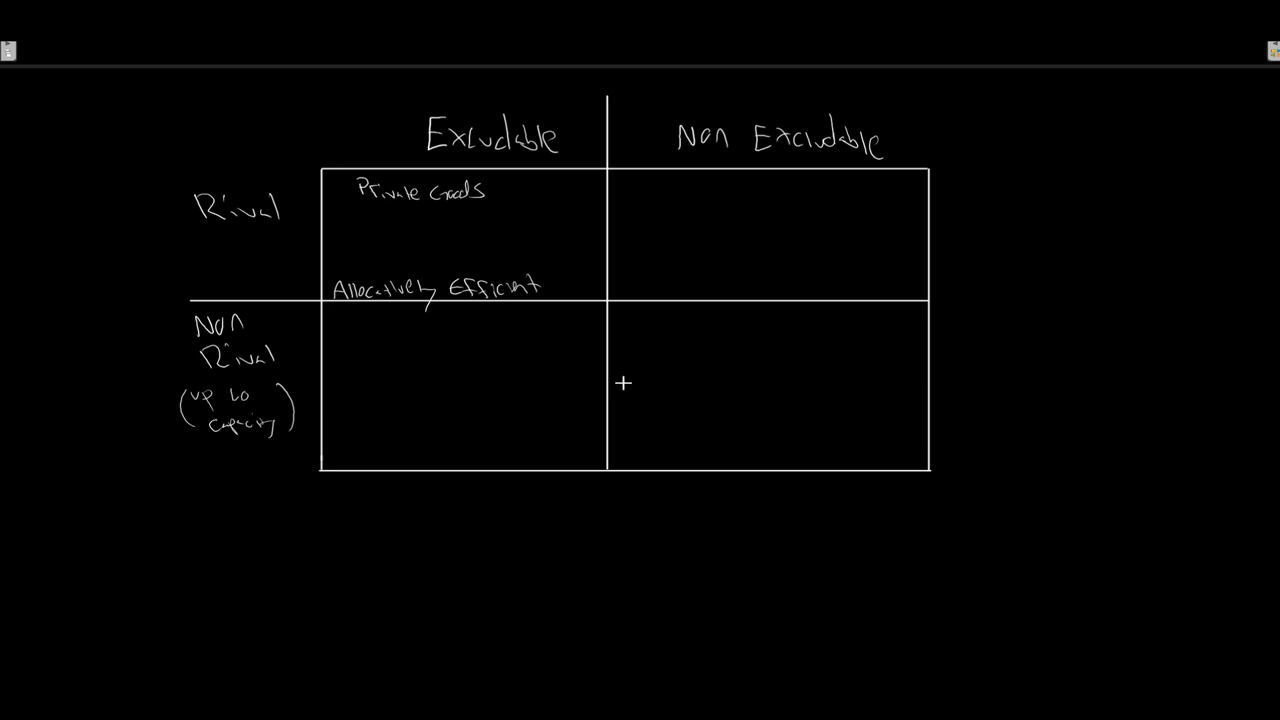 Excludable
Non Excludable
Rival
Private Goods
Allocatively Efficient
Non
Rival
(up to
capacity)